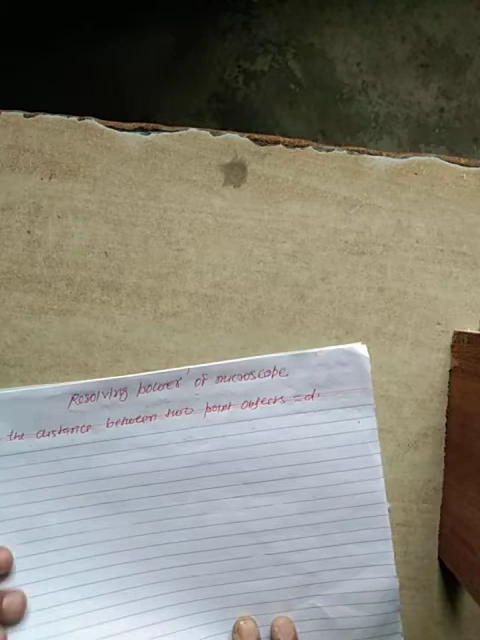 Resolving power of microscope
the distance between two point objects = d.